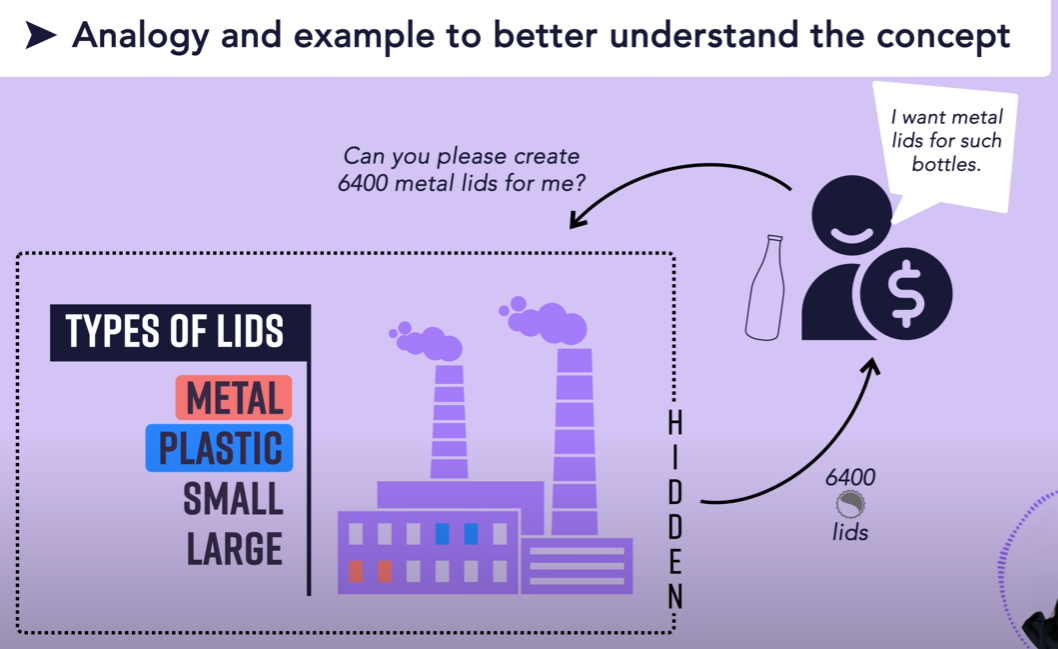 Analogy and example to better understand the concept
I want metal
lids for such
bottles.
Can you please create
6400 metal lids for me?
$
TYPES OF LIDS
METAL
PLASTIC
SMALL
LARGE
HIDDEN
6400
lids